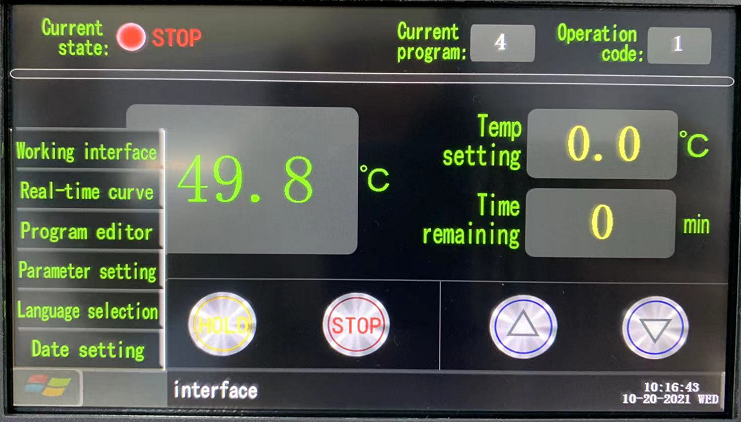 Current state: STOP
Current program: 4
Operation code: 1
Working interface
Real-time curve
Program editor
Parameter setting
Language selection
Date setting
49.8 ℃
Temp setting 0.0 ℃
Time remaining 0 min
HOLD
STOP
interface
10:16:43
10-20-2021 WED